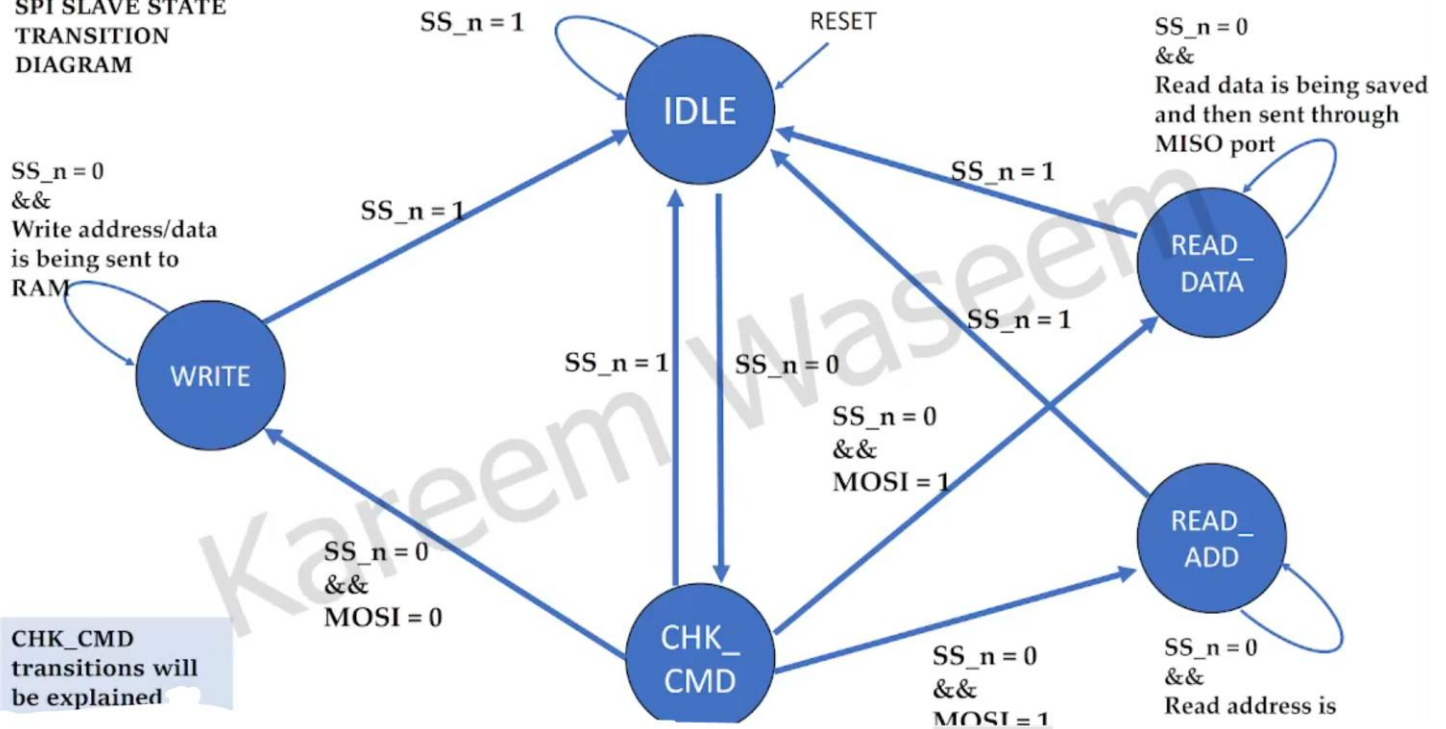 SPI SLAVE STATE
TRANSITION
DIAGRAM
SS_n = 1
RESET
IDLE
SS_n = 0
&&
Read data is being saved
and then sent through
MISO port
SS_n = 0
&&
Write address/data
is being sent to
RAM
SS_n = 1
SS_n = 1
READ_
DATA
SS_n = 1
WRITE
SS_n = 1
SS_n = 0
SS_n = 0
&&
MOSI = 1
READ_
ADD
SS_n = 0
&&
MOSI = 0
CHK_
CMD
SS_n = 0
&&
MOSI = 1
SS_n = 0
&&
Read address is
CHK_CMD
transitions will
be explained
Kareem Waseem